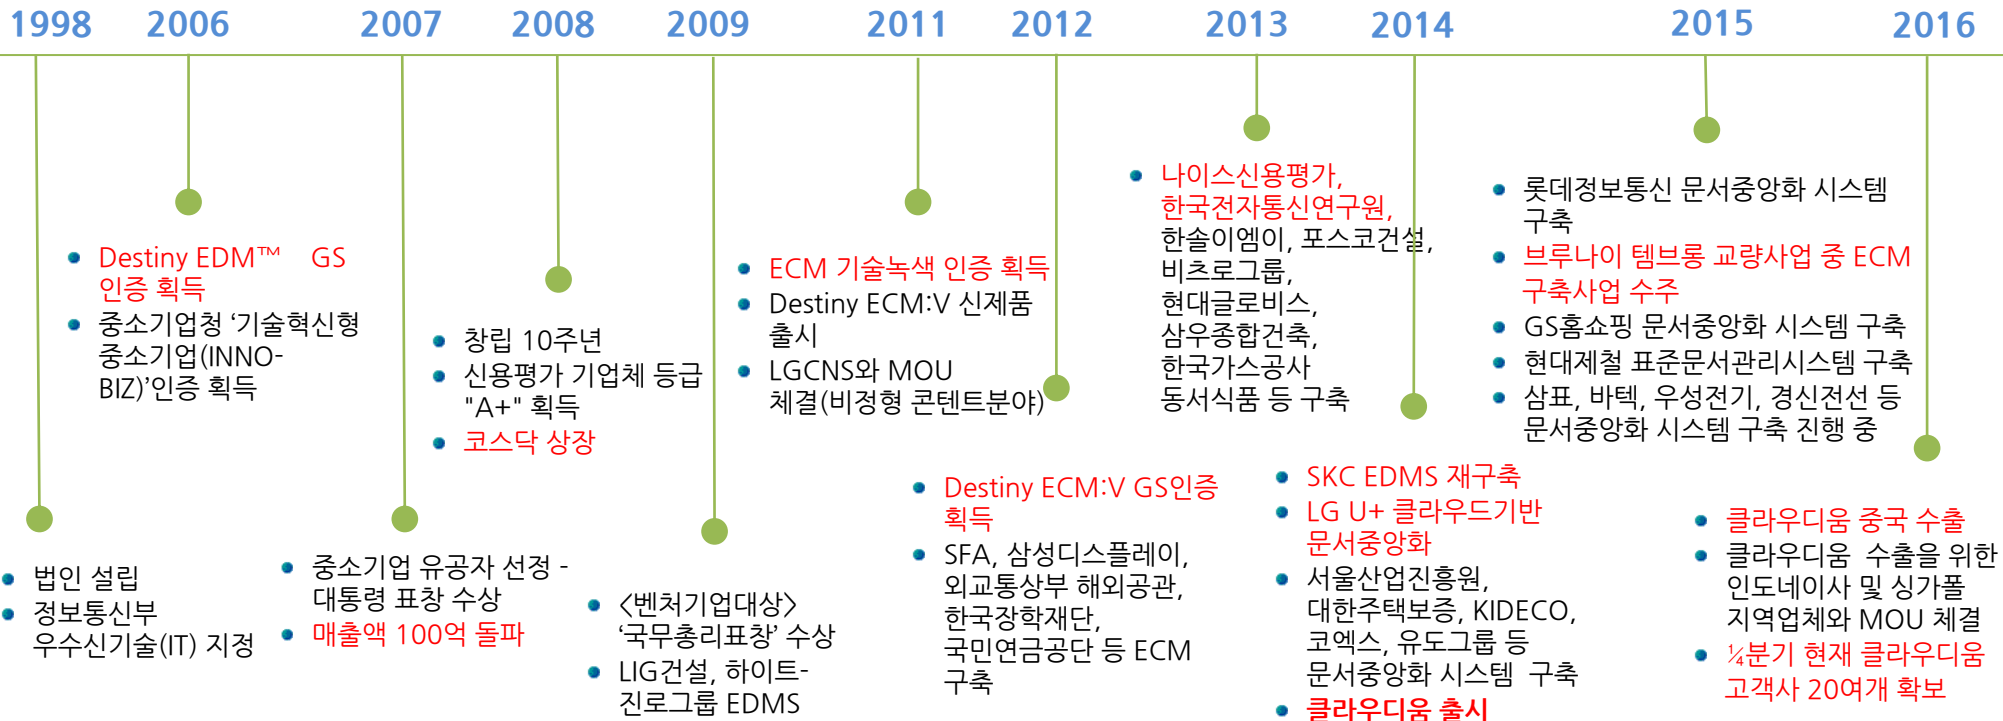 1998 2006 2007 2008 2009 2011 2012 2013 2014 2015 2016
법인 설립
정보통신부
우수신기술(IT) 지정
Destiny EDM™ GS
인증 획득
중소기업청 ‘기술혁신형
중소기업(INNO-
BIZ)’인증 획득
중소기업 유공자 선정 -
대통령 표창 수상
매출액 100억 돌파
창립 10주년
신용평가 기업체 등급
"A+" 획득
코스닥 상장
<벤처기업대상>
‘국무총리표창’ 수상
LIG건설, 하이트-
진로그룹 EDMS
ECM 기술녹색 인증 획득
Destiny ECM:V 신제품
출시
LGCNS와 MOU
체결(비정형 콘텐트분야)
Destiny ECM:V GS인증
획득
SFA, 삼성디스플레이,
외교통상부 해외공관,
한국장학재단,
국민연금공단 등 ECM
구축
나이스신용평가,
한국전자통신연구원,
한솔이엠이, 포스코건설,
비츠로그룹,
현대글로비스,
삼우종합건축,
한국가스공사
동서식품 등 구축
SKC EDMS 재구축
LG U+ 클라우드기반
문서중앙화
서울산업진흥원,
대한주택보증, KIDECO,
코엑스, 유도그룹 등
문서중앙화 시스템 구축
클라우디움 출시
롯데정보통신 문서중앙화 시스템
구축
브루나이 템브롱 교량사업 중 ECM
구축사업 수주
GS홈쇼핑 문서중앙화 시스템 구축
현대제철 표준문서관리시스템 구축
삼표, 바텍, 우성전기, 경신전선 등
문서중앙화 시스템 구축 진행 중
클라우디움 중국 수출
클라우디움 수출을 위한
인도네이사 및 싱가폴
지역업체와 MOU 체결
¼분기 현재 클라우디움
고객사 20여개 확보